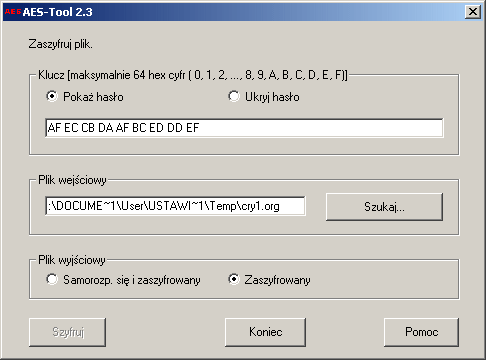 AES AES-Tool 2.3
Zaszyfruj plik.
Klucz [maksymalnie 64 hex cyfr ( 0, 1, 2, ..., 8, 9, A, B, C, D, E, F)]
Pokaż hasło Ukryj hasło
AF EC CB DA AF BC ED DD EF
Plik wejściowy
:\DOCUME~1\User\USTAWI~1\Temp\cry1.org Szukaj...
Plik wyjściowy
Samorozp. się i zaszyfrowany Zaszyfrowany
Szyfruj Koniec Pomoc